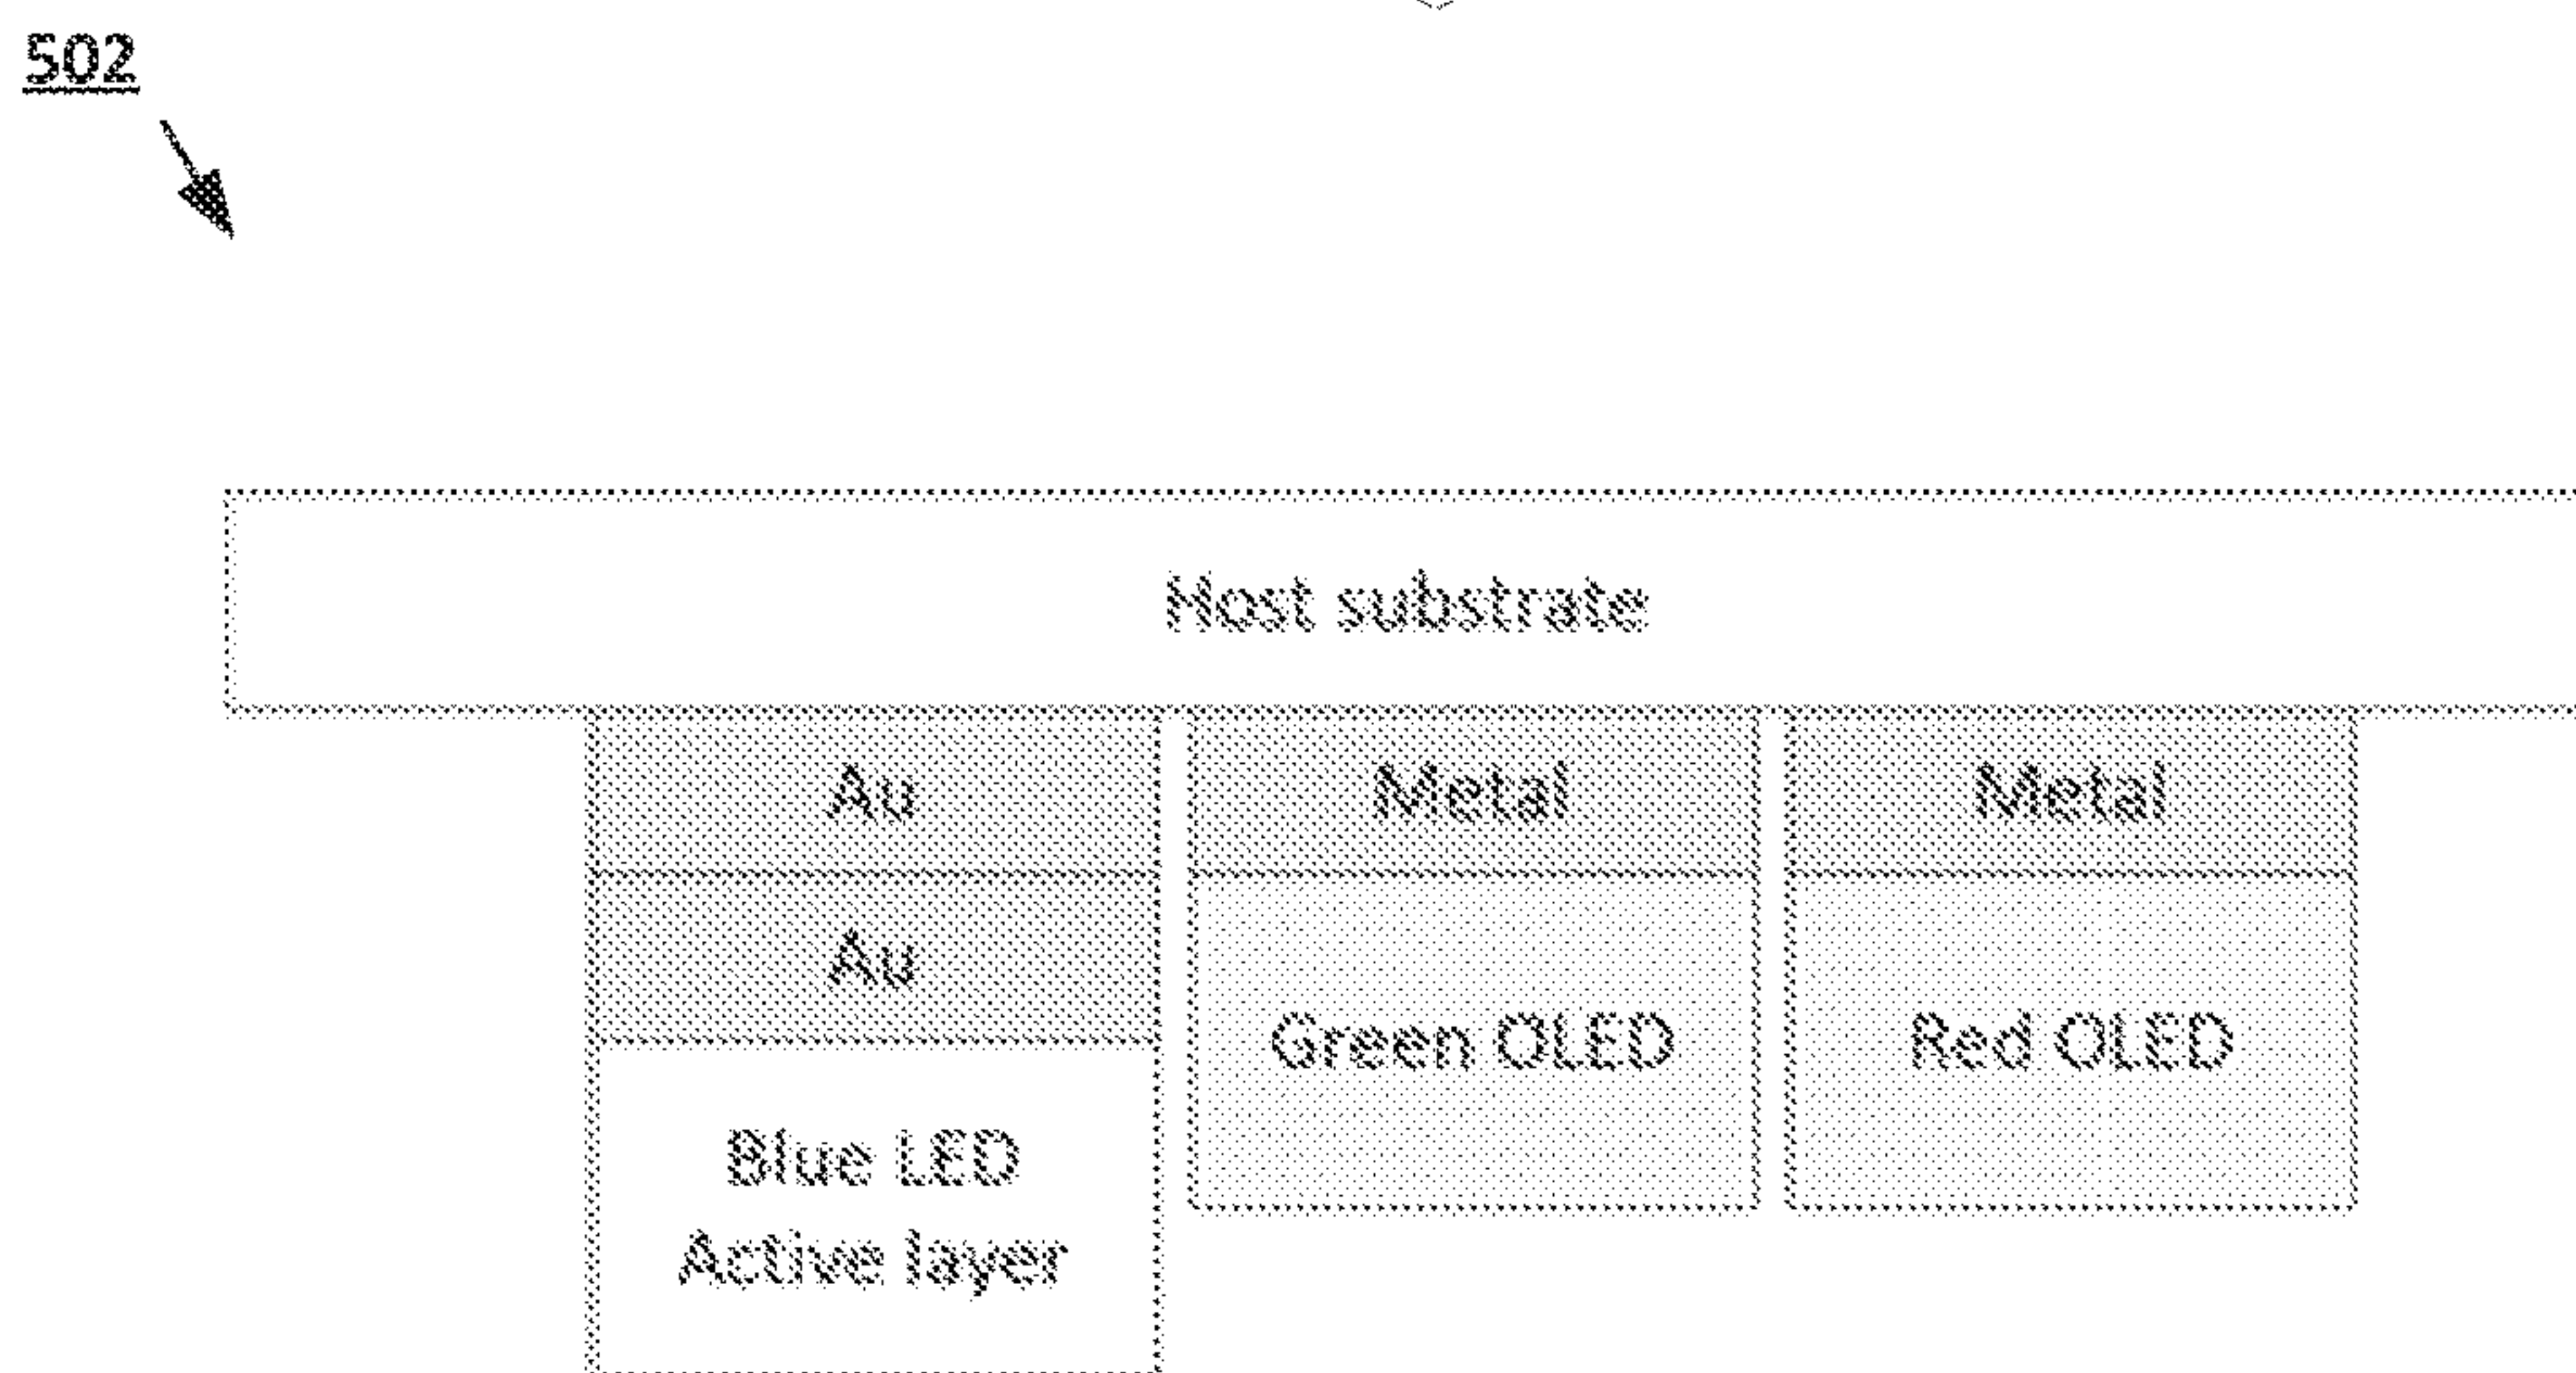 502
Host substrate
Au
Metal
Metal
Au
Green OLED
Red OLED
Blue LED
Active layer